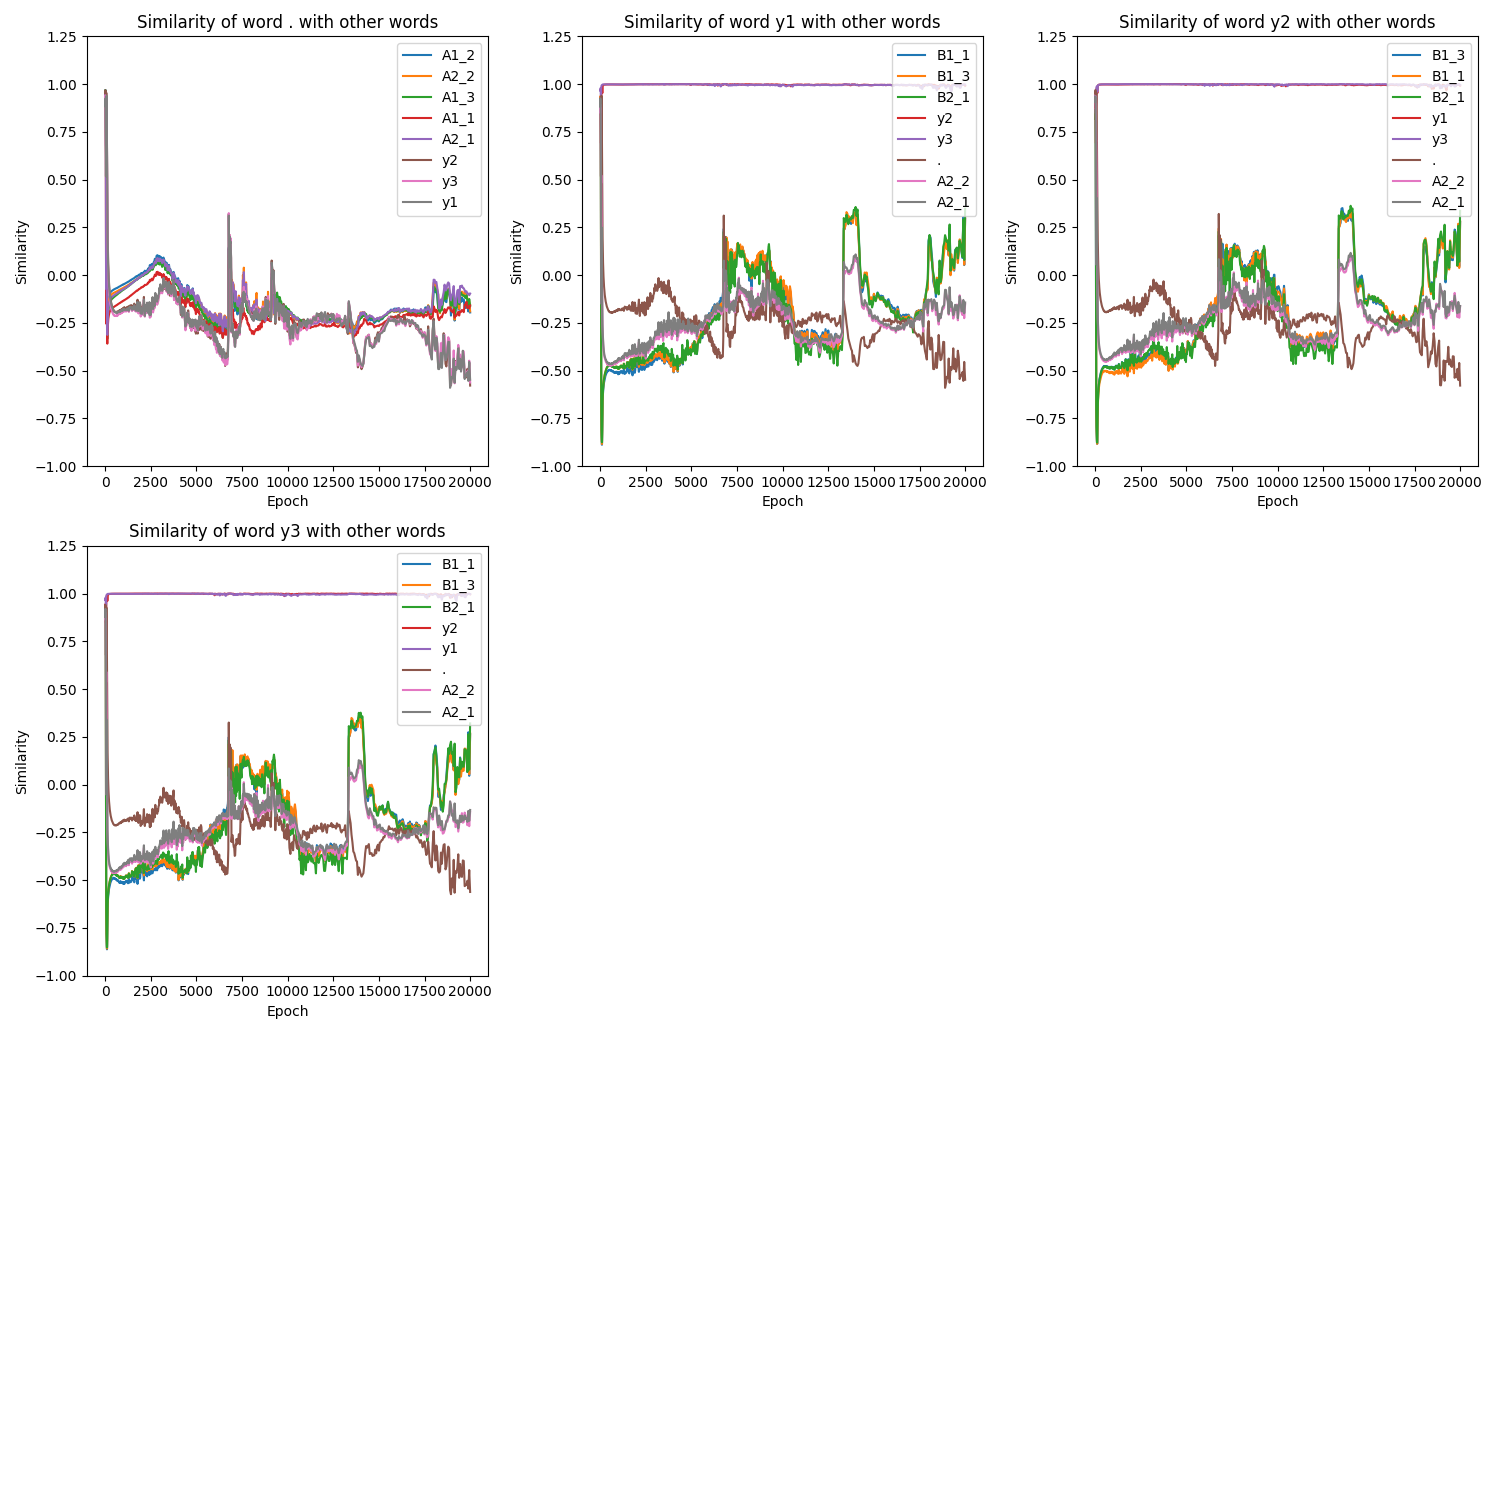 Similarity of word . with other words
1.25
1.00
0.75
0.50
0.25
0.00
−0.25
−0.50
−0.75
−1.00
Similarity
0 2500 5000 7500 10000 12500 15000 17500 20000
Epoch
A1_2
A2_2
A1_3
A1_1
A2_1
y2
y3
y1
Similarity of word y1 with other words
1.25
1.00
0.75
0.50
0.25
0.00
−0.25
−0.50
−0.75
−1.00
Similarity
0 2500 5000 7500 10000 12500 15000 17500 20000
Epoch
B1_1
B1_3
B2_1
y2
y3
.
A2_2
A2_1
Similarity of word y2 with other words
1.25
1.00
0.75
0.50
0.25
0.00
−0.25
−0.50
−0.75
−1.00
Similarity
0 2500 5000 7500 10000 12500 15000 17500 20000
Epoch
B1_3
B1_1
B2_1
y1
y3
.
A2_2
A2_1
Similarity of word y3 with other words
1.25
1.00
0.75
0.50
0.25
0.00
−0.25
−0.50
−0.75
−1.00
Similarity
0 2500 5000 7500 10000 12500 15000 17500 20000
Epoch
B1_1
B1_3
B2_1
y2
y1
.
A2_2
A2_1